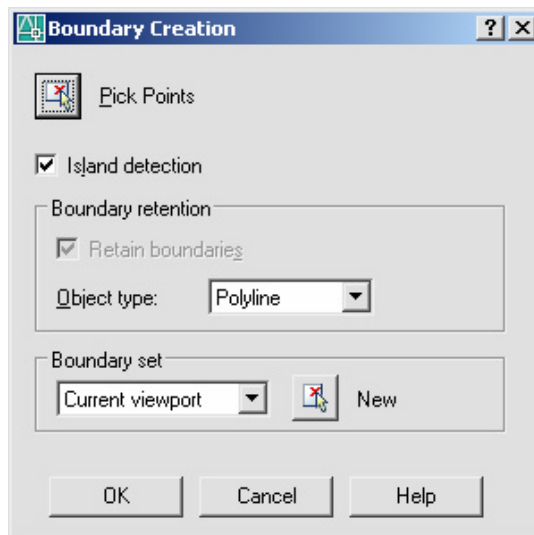 Boundary Creation
Pick Points
Island detection
Boundary retention
Retain boundaries
Object type: Polyline
Boundary set
Current viewport New
OK Cancel Help